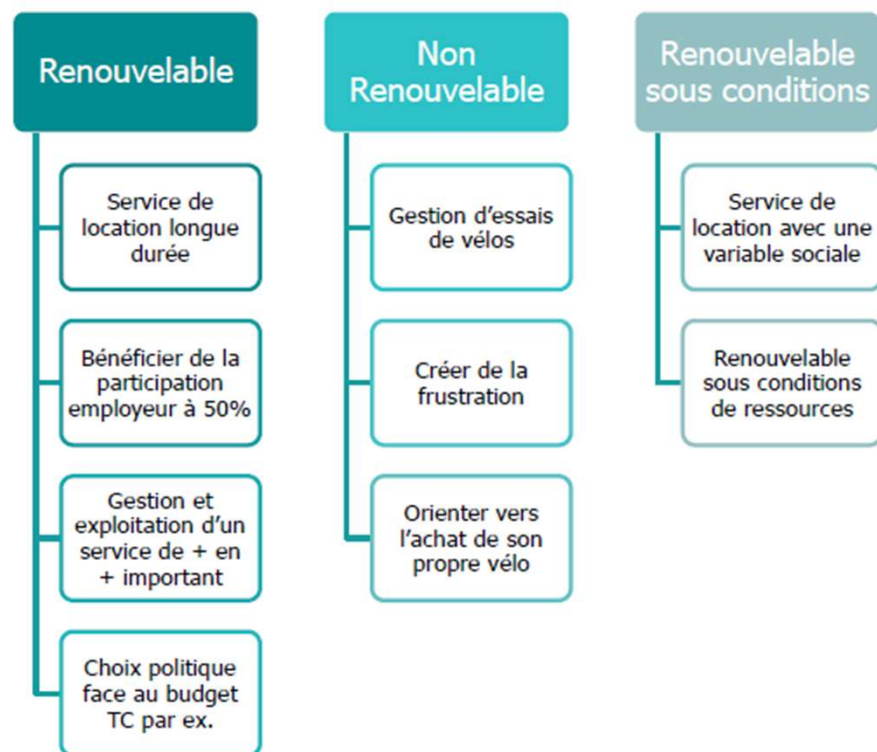 Renouvelable
Service de
location longue
durée
Bénéficier de la
participation
employeur à 50%
Gestion et
exploitation d'un
service de + en
+ important
Choix politique
face au budget
TC par ex.
Non
Renouvelable
Gestion d'essais
de vélos
Créer de la
frustration
Orienter vers
l'achat de son
propre vélo
Renouvelable
sous conditions
Service de
location avec une
variable sociale
Renouvelable
sous conditions
de ressources